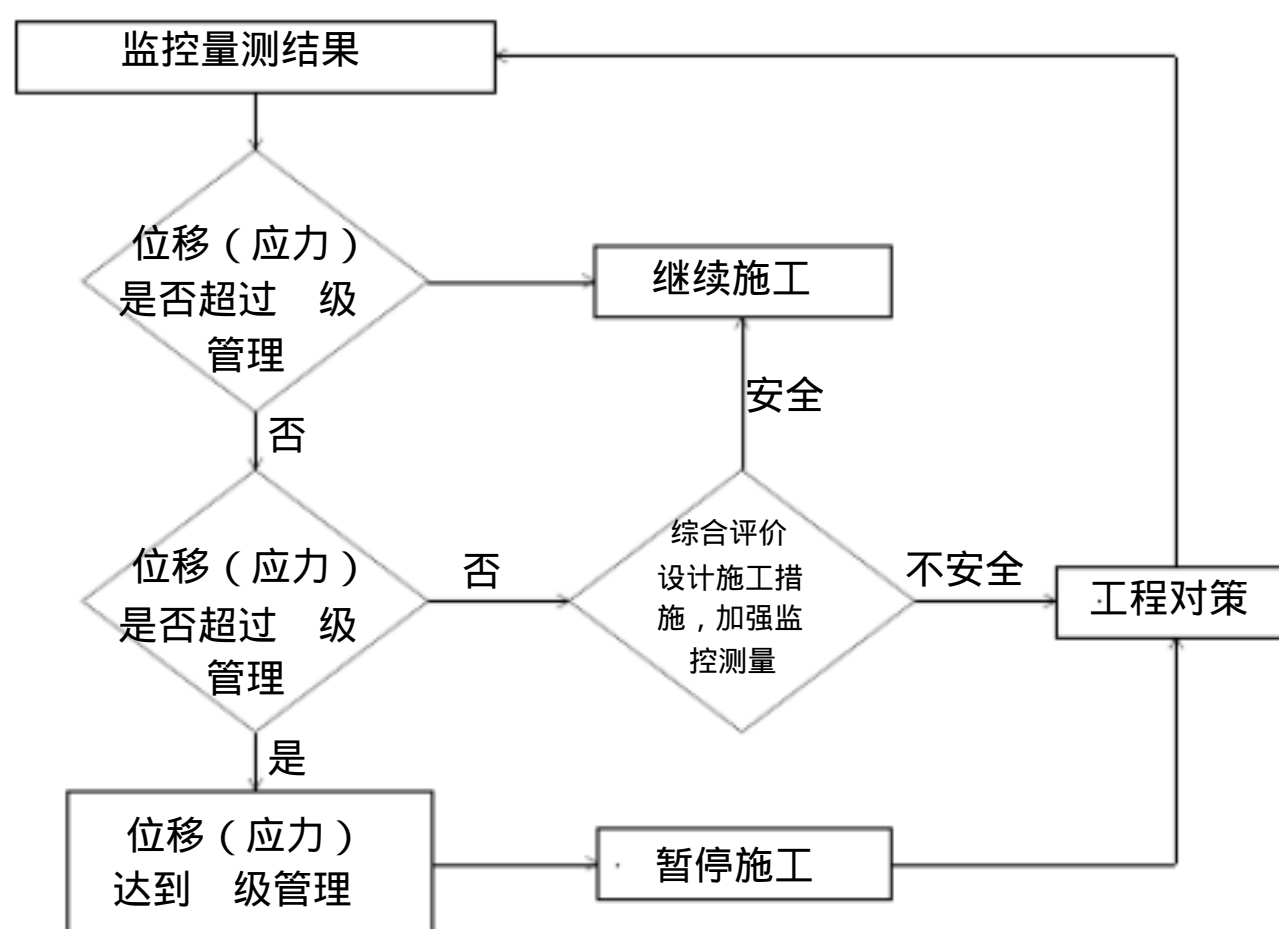 监控量测结果
位移（应力）
是否超过 级
管理
继续施工
安全
否
位移（应力）
是否超过 级
管理
否
综合评价
设计施工措
施，加强监
控测量
不安全
工程对策
是
位移（应力）
达到 级管理
暂停施工